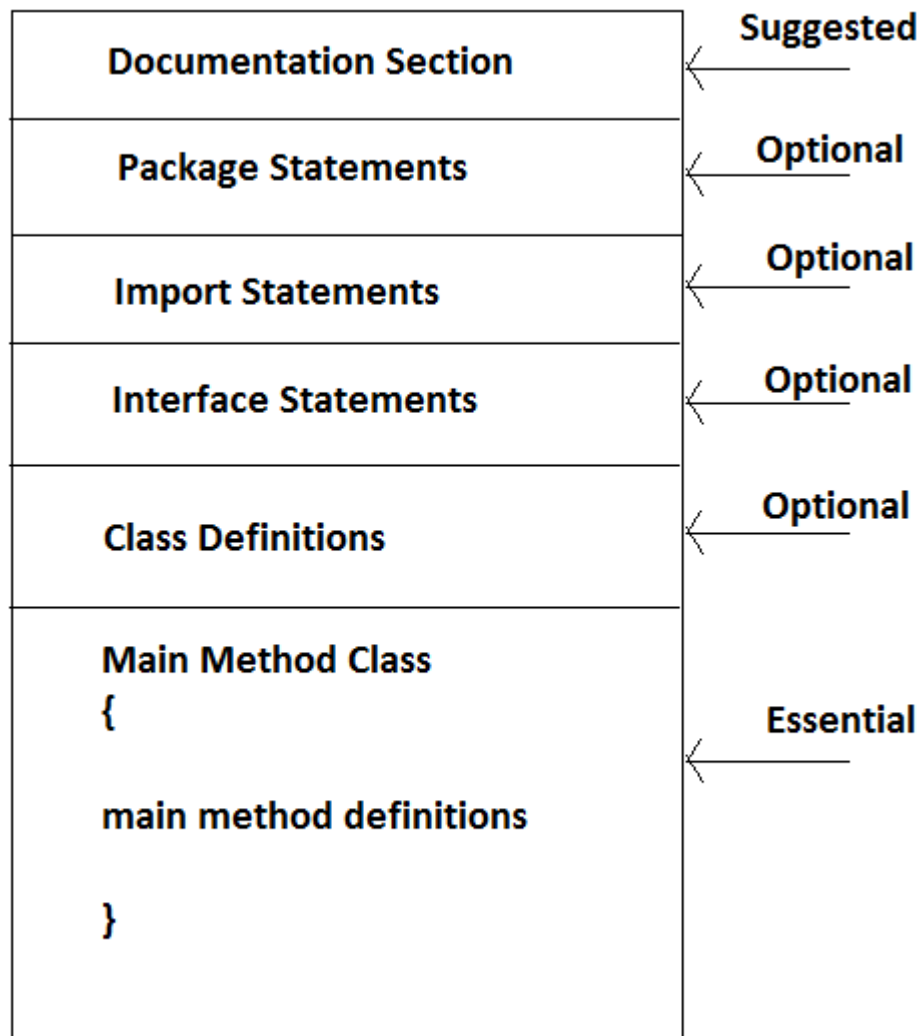 Documentation Section
Suggested
Package Statements
Optional
Import Statements
Optional
Interface Statements
Optional
Class Definitions
Optional
Main Method Class
{
Essential
main method definitions
}